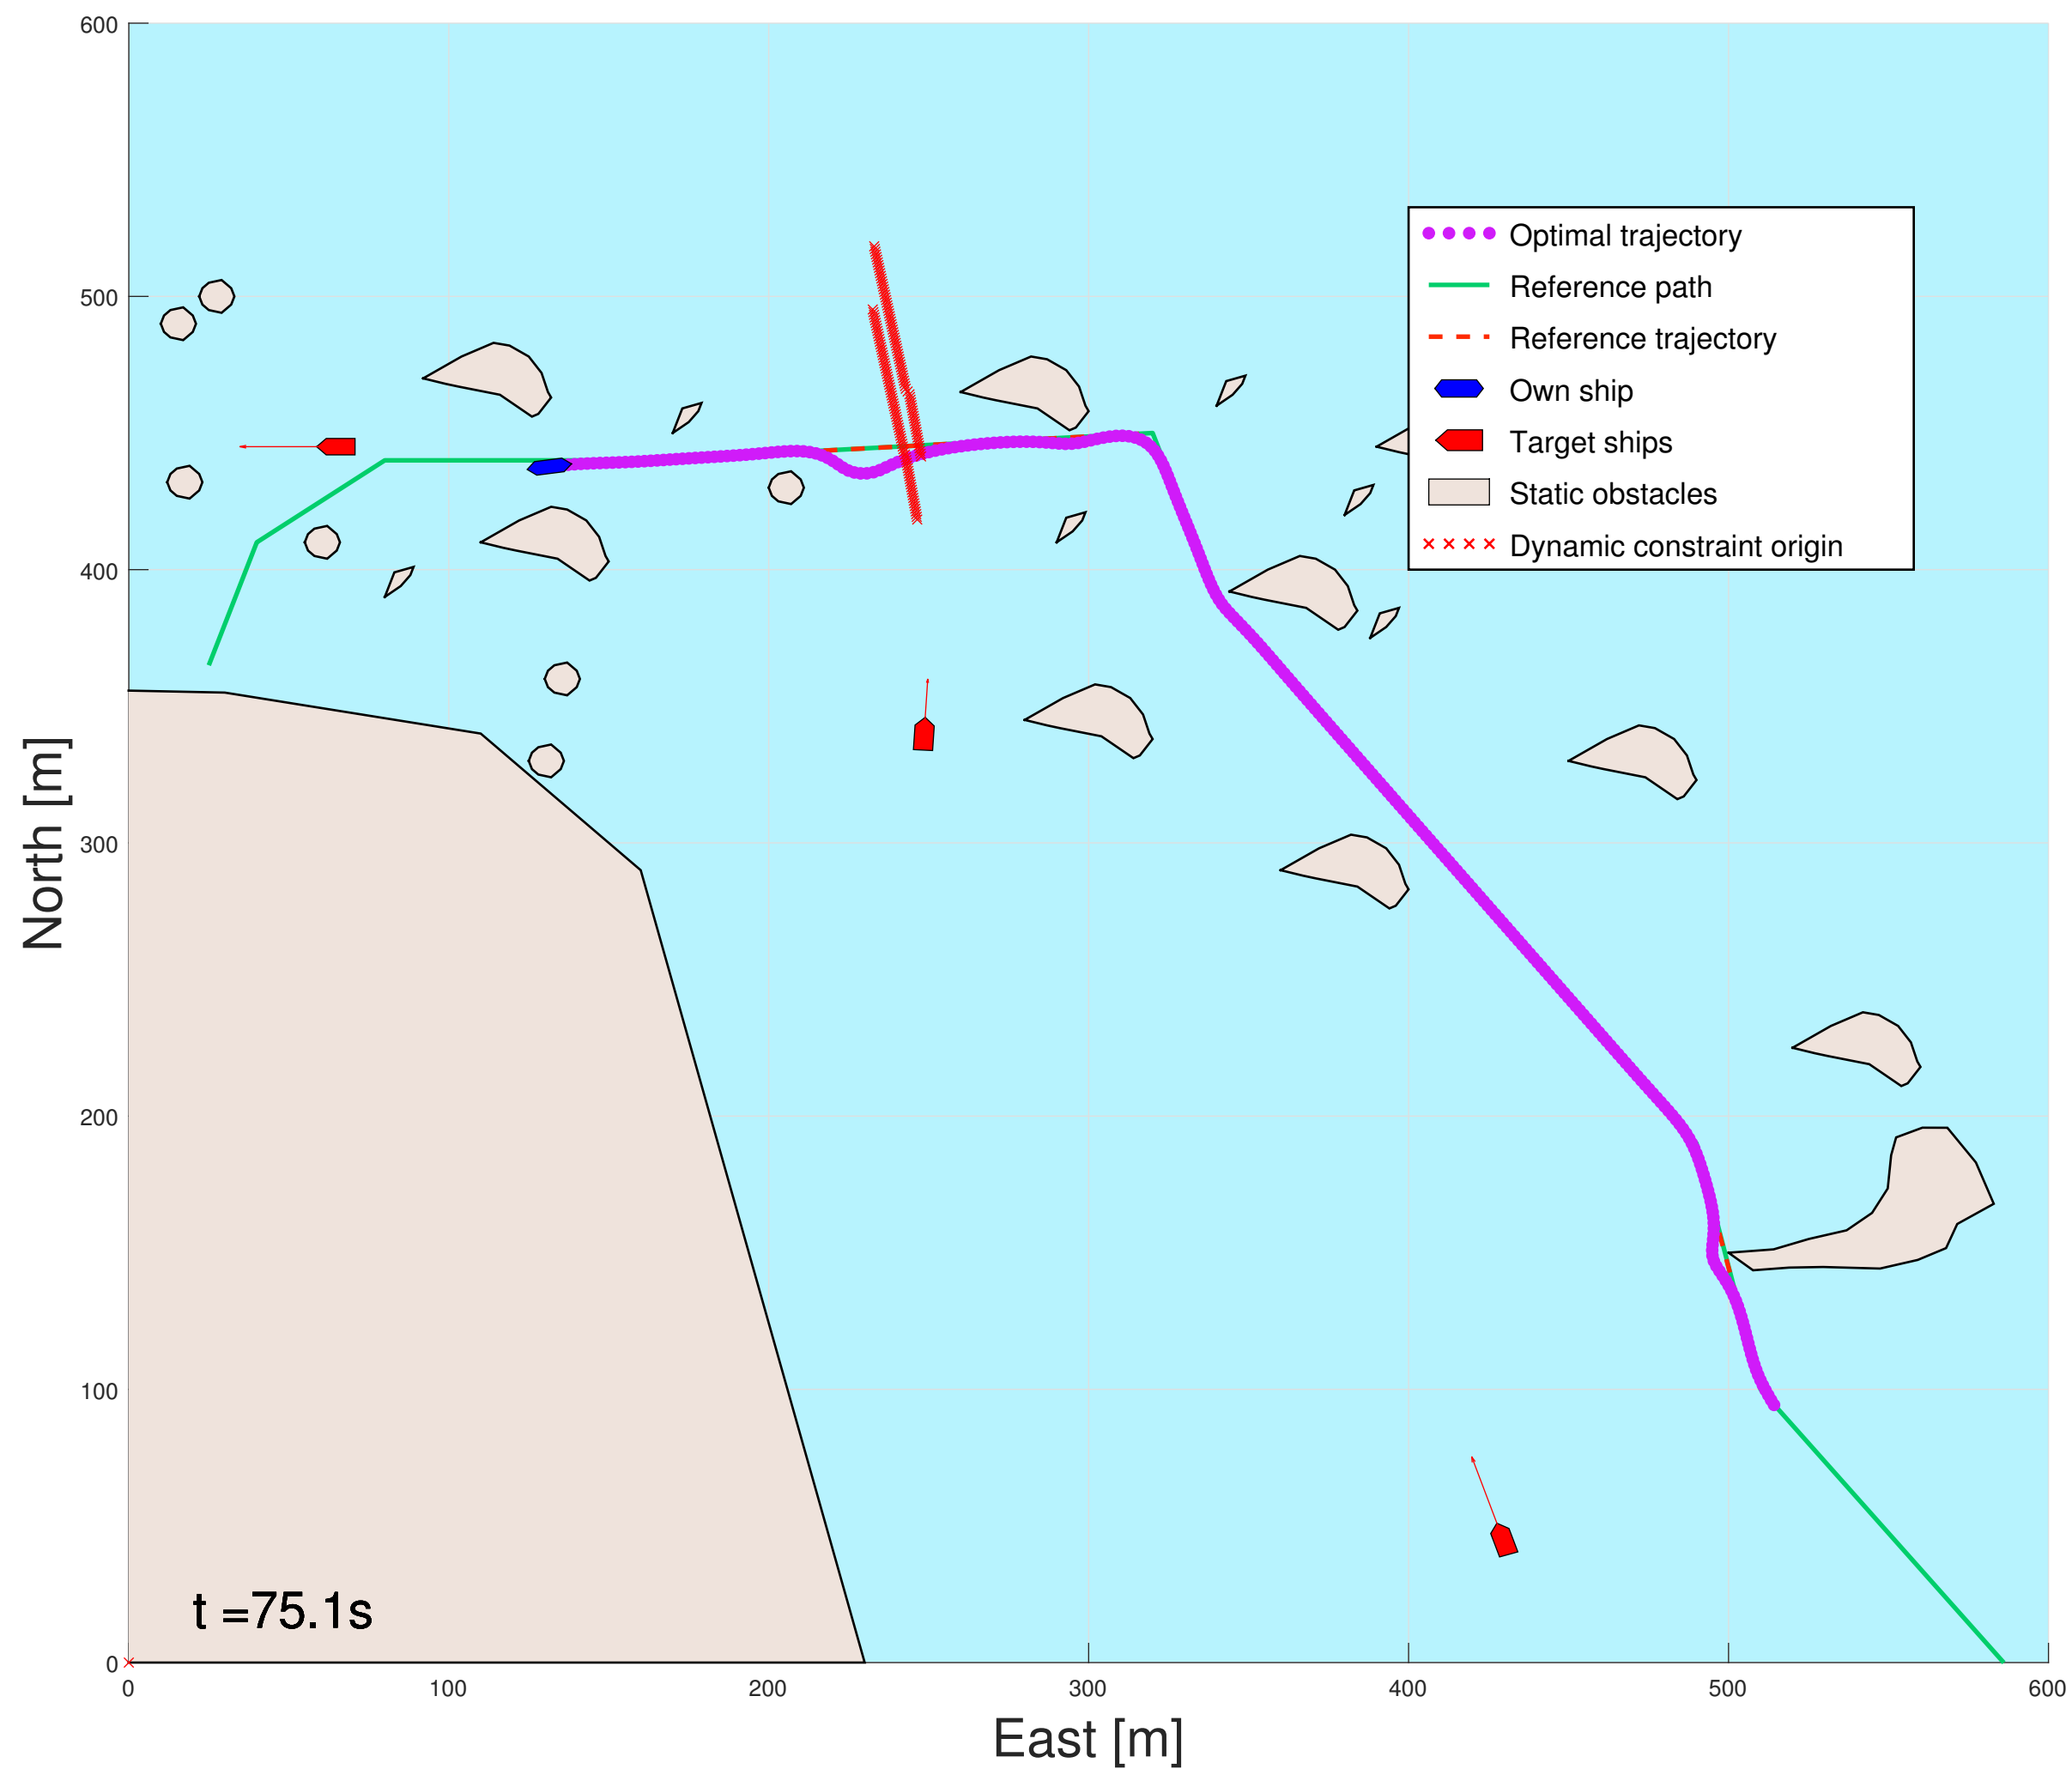 600
500
400
300
200
100
0
North [m]
Optimal trajectory
Reference path
Reference trajectory
Own ship
Target ships
Static obstacles
Dynamic constraint origin
t =75.1s
0 100 200 300 400 500 600
East [m]